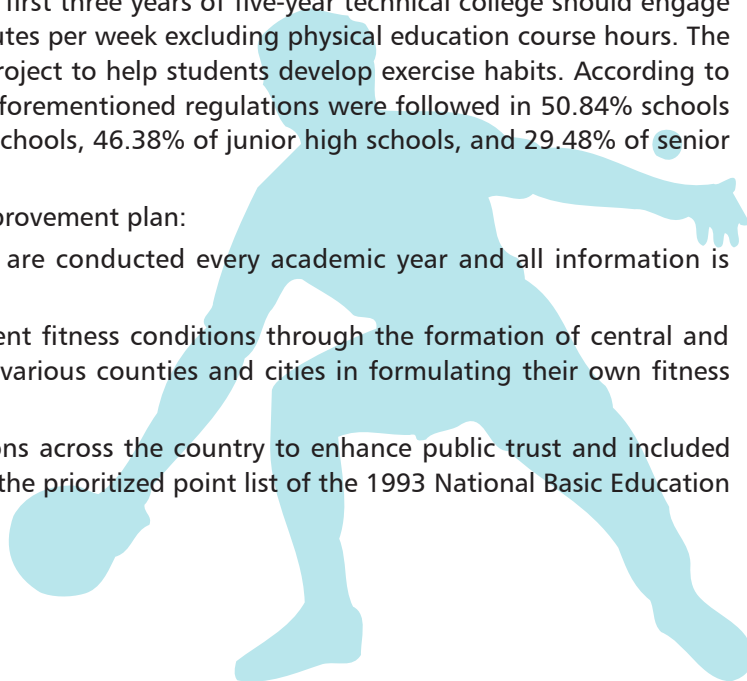 first three years of five-year technical college should engage
utes per week excluding physical education course hours. The
roject to help students develop exercise habits. According to
forementioned regulations were followed in 50.84% schools
chools, 46.38% of junior high schools, and 29.48% of senior
provement plan:
are conducted every academic year and all information is
ent fitness conditions through the formation of central and
various counties and cities in formulating their own fitness
ons across the country to enhance public trust and included
the prioritized point list of the 1993 National Basic Education